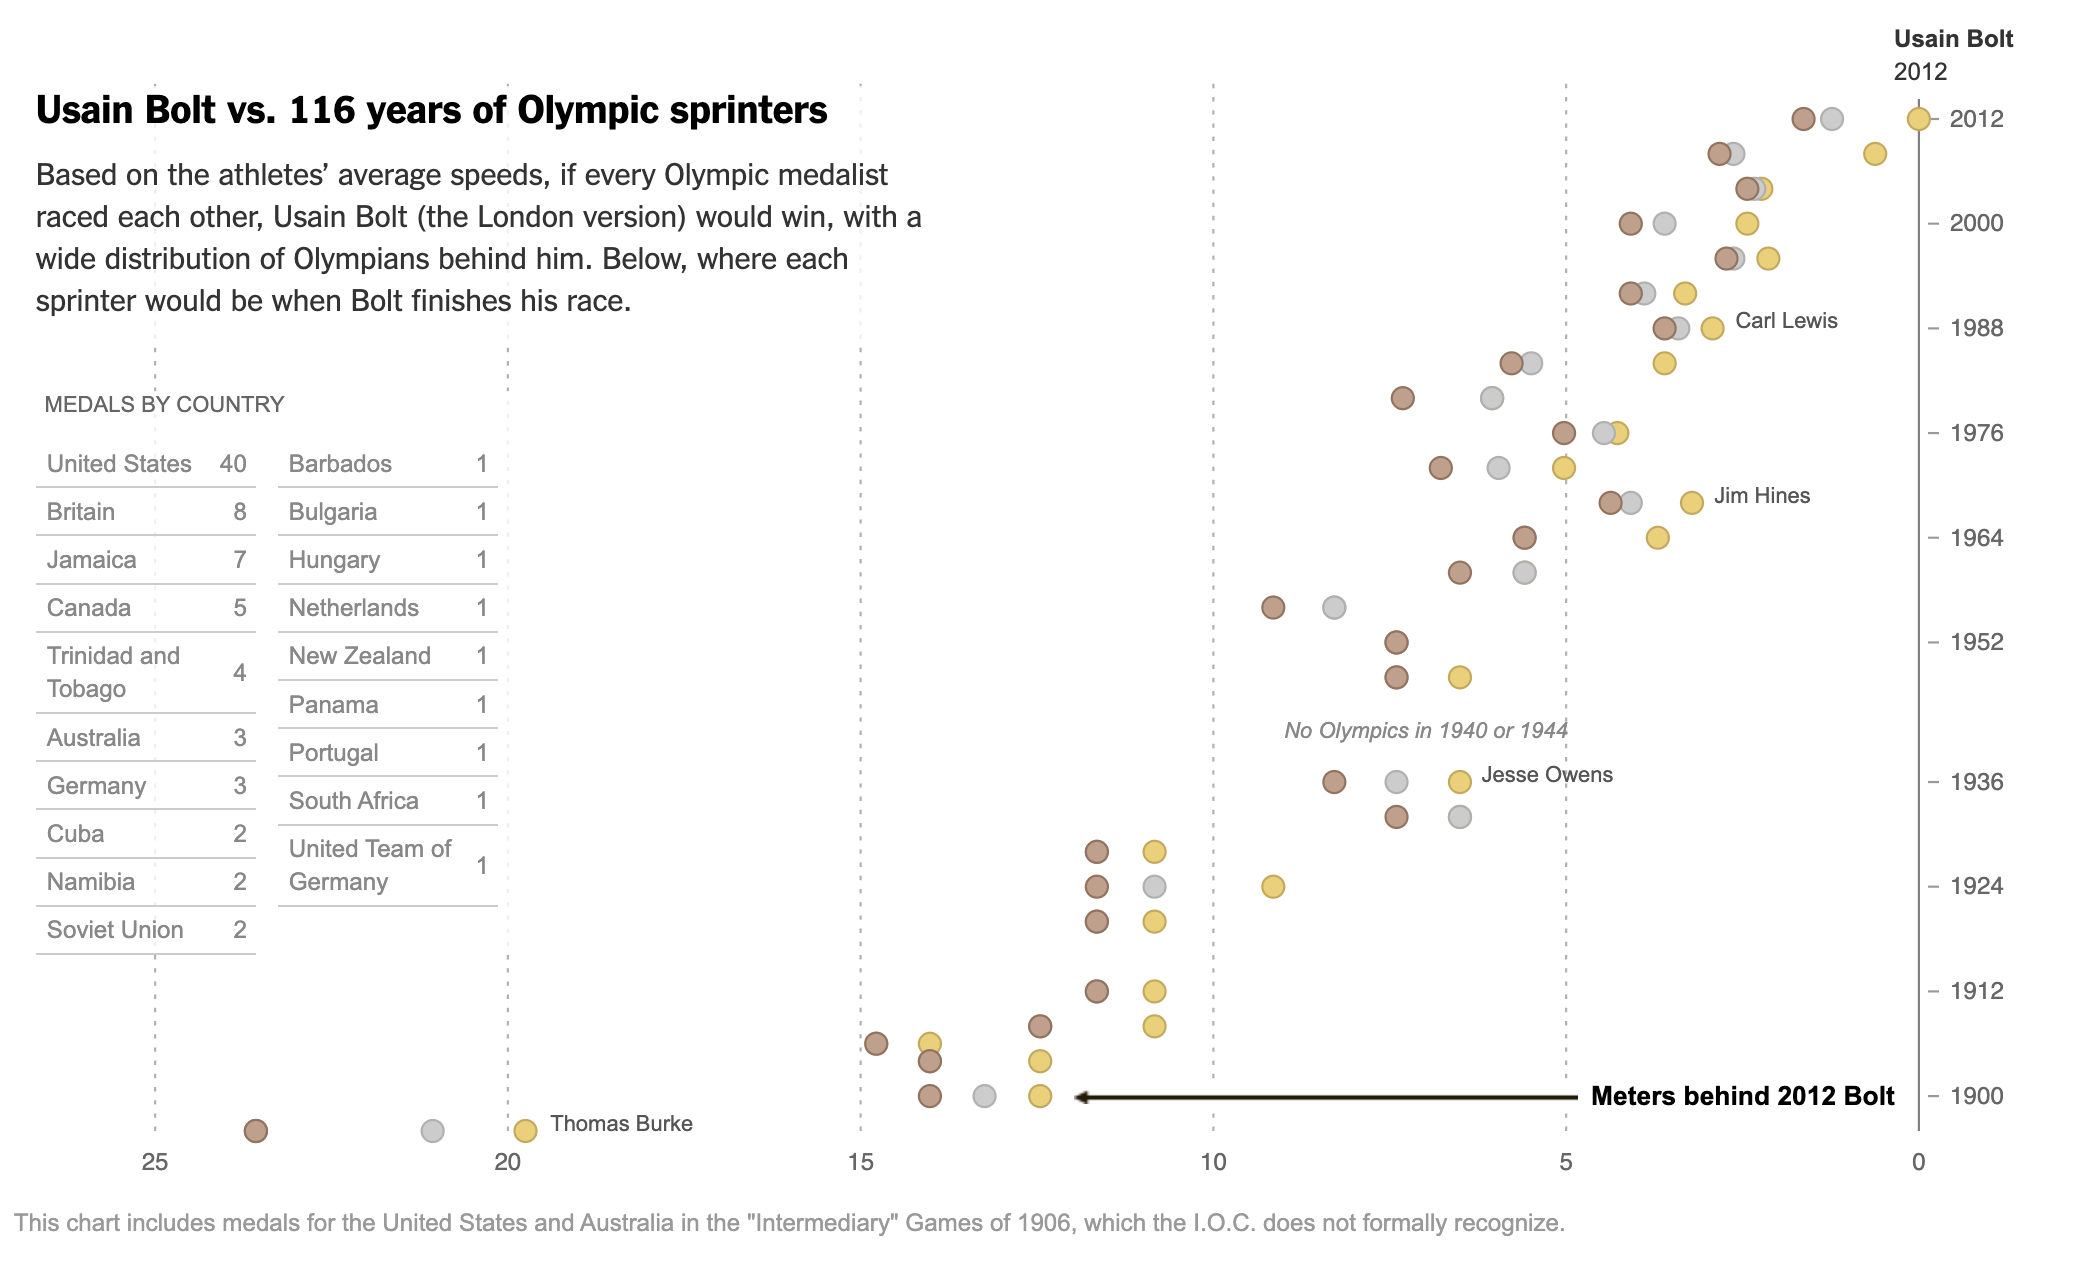 Usain Bolt
2012
Usain Bolt vs. 116 years of Olympic sprinters
Based on the athletes’ average speeds, if every Olympic medalist
raced each other, Usain Bolt (the London version) would win, with a
wide distribution of Olympians behind him. Below, where each
sprinter would be when Bolt finishes his race.
MEDALS BY COUNTRY
United States 40
Britain 8
Jamaica 7
Canada 5
Trinidad and
Tobago 4
Australia 3
Germany 3
Cuba 2
Namibia 2
Soviet Union 2
Barbados 1
Bulgaria 1
Hungary 1
Netherlands 1
New Zealand 1
Panama 1
Portugal 1
South Africa 1
United Team of
Germany 1
2012
2000
Carl Lewis
1988
1976
Jim Hines
1964
1952
No Olympics in 1940 or 1944
Jesse Owens
1936
1924
1912
Meters behind 2012 Bolt
1900
Thomas Burke
25 20 15 10 5 0
This chart includes medals for the United States and Australia in the "Intermediary" Games of 1906, which the I.O.C. does not formally recognize.